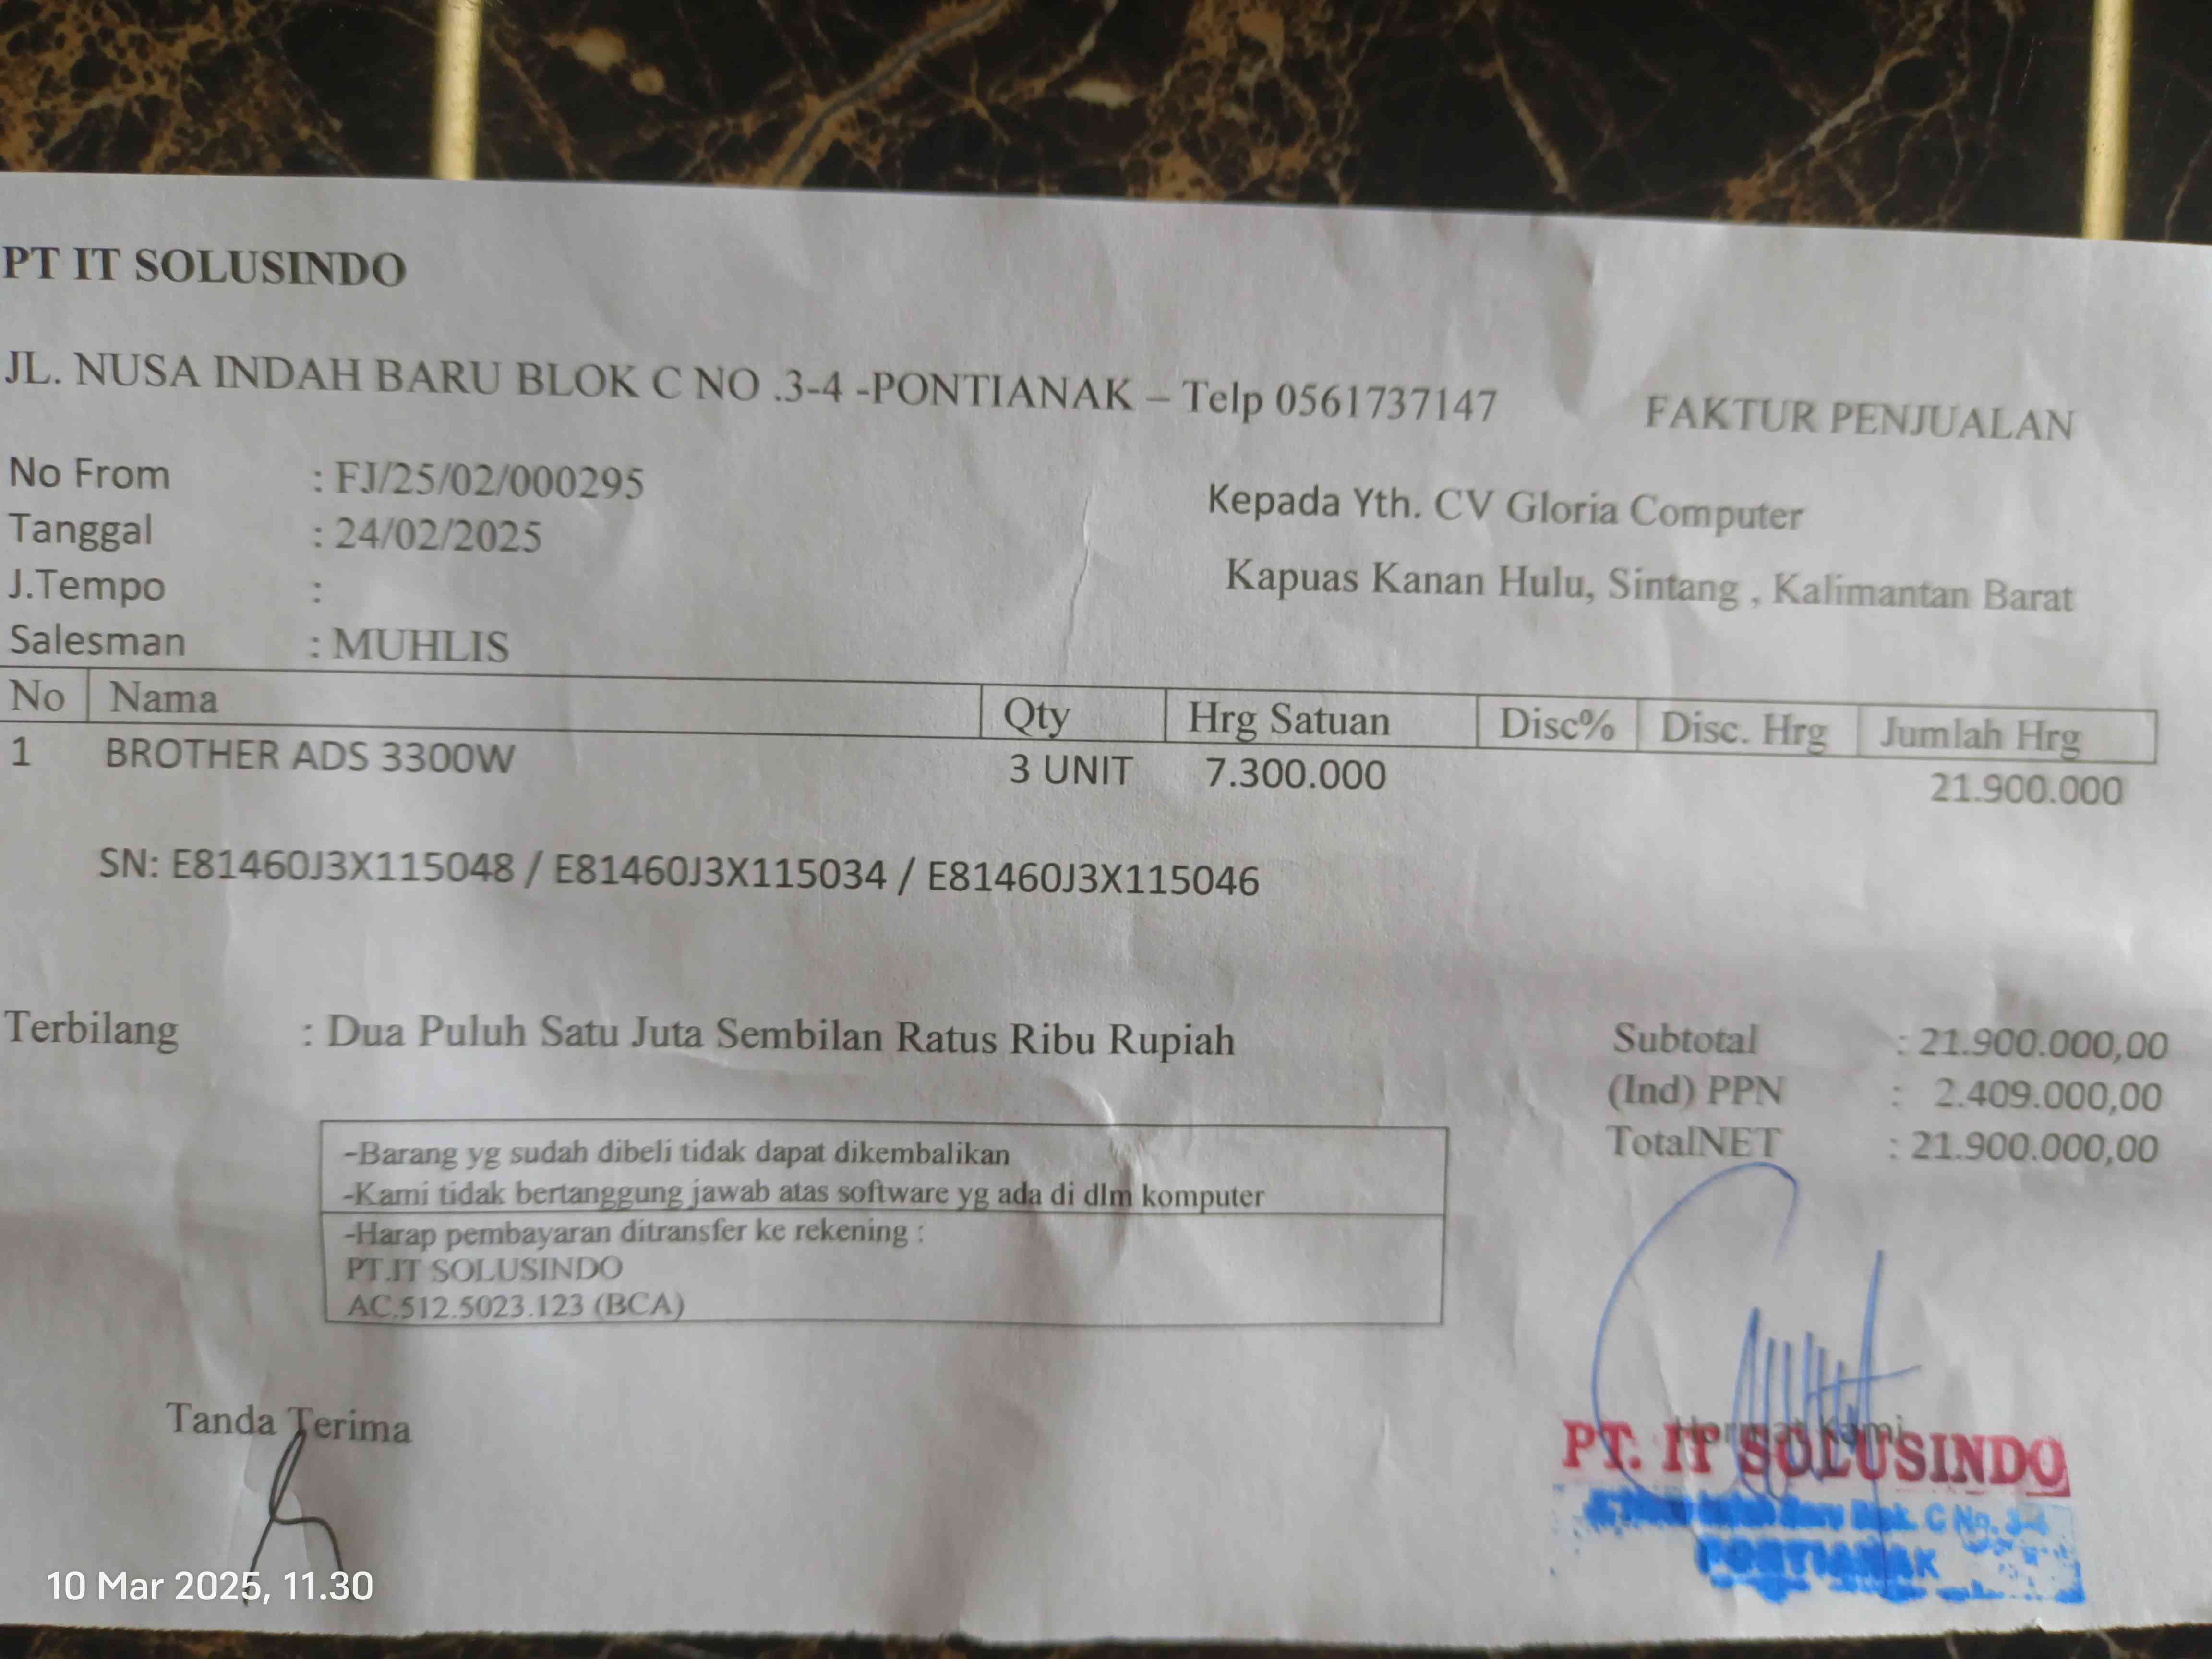 PT IT SOLUSINDO
JL. NUSA INDAH BARU BLOK C NO .3-4 -PONTIANAK – Telp 0561737147
FAKTUR PENJUALAN
No From : FJ/25/02/000295
Kepada Yth. CV Gloria Computer
Tanggal : 24/02/2025
Kapuas Kanan Hulu, Sintang , Kalimantan Barat
J.Tempo :
Salesman : MUHLIS
No Nama Qty Hrg Satuan Disc% Disc. Hrg Jumlah Hrg
1 BROTHER ADS 3300W 3 UNIT 7.300.000 21.900.000
SN: E81460J3X115048 / E81460J3X115034 / E81460J3X115046
Terbilang : Dua Puluh Satu Juta Sembilan Ratus Ribu Rupiah
Subtotal : 21.900.000,00
(Ind) PPN : 2.409.000,00
TotalNET : 21.900.000,00
-Barang yg sudah dibeli tidak dapat dikembalikan
-Kami tidak bertanggung jawab atas software yg ada di dlm komputer
-Harap pembayaran ditransfer ke rekening :
PT.IT SOLUSINDO
AC.512.5023.123 (BCA)
Tanda Terima
Hormat Kami
PT. IT SOLUSINDO
Baru Blok. C No. 3-4
PONTIANAK
10 Mar 2025, 11.30